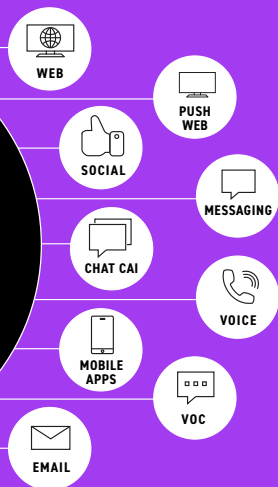 WEB
PUSH
WEB
SOCIAL
MESSAGING
CHAT CAI
VOICE
MOBILE
APPS
VOC
EMAIL